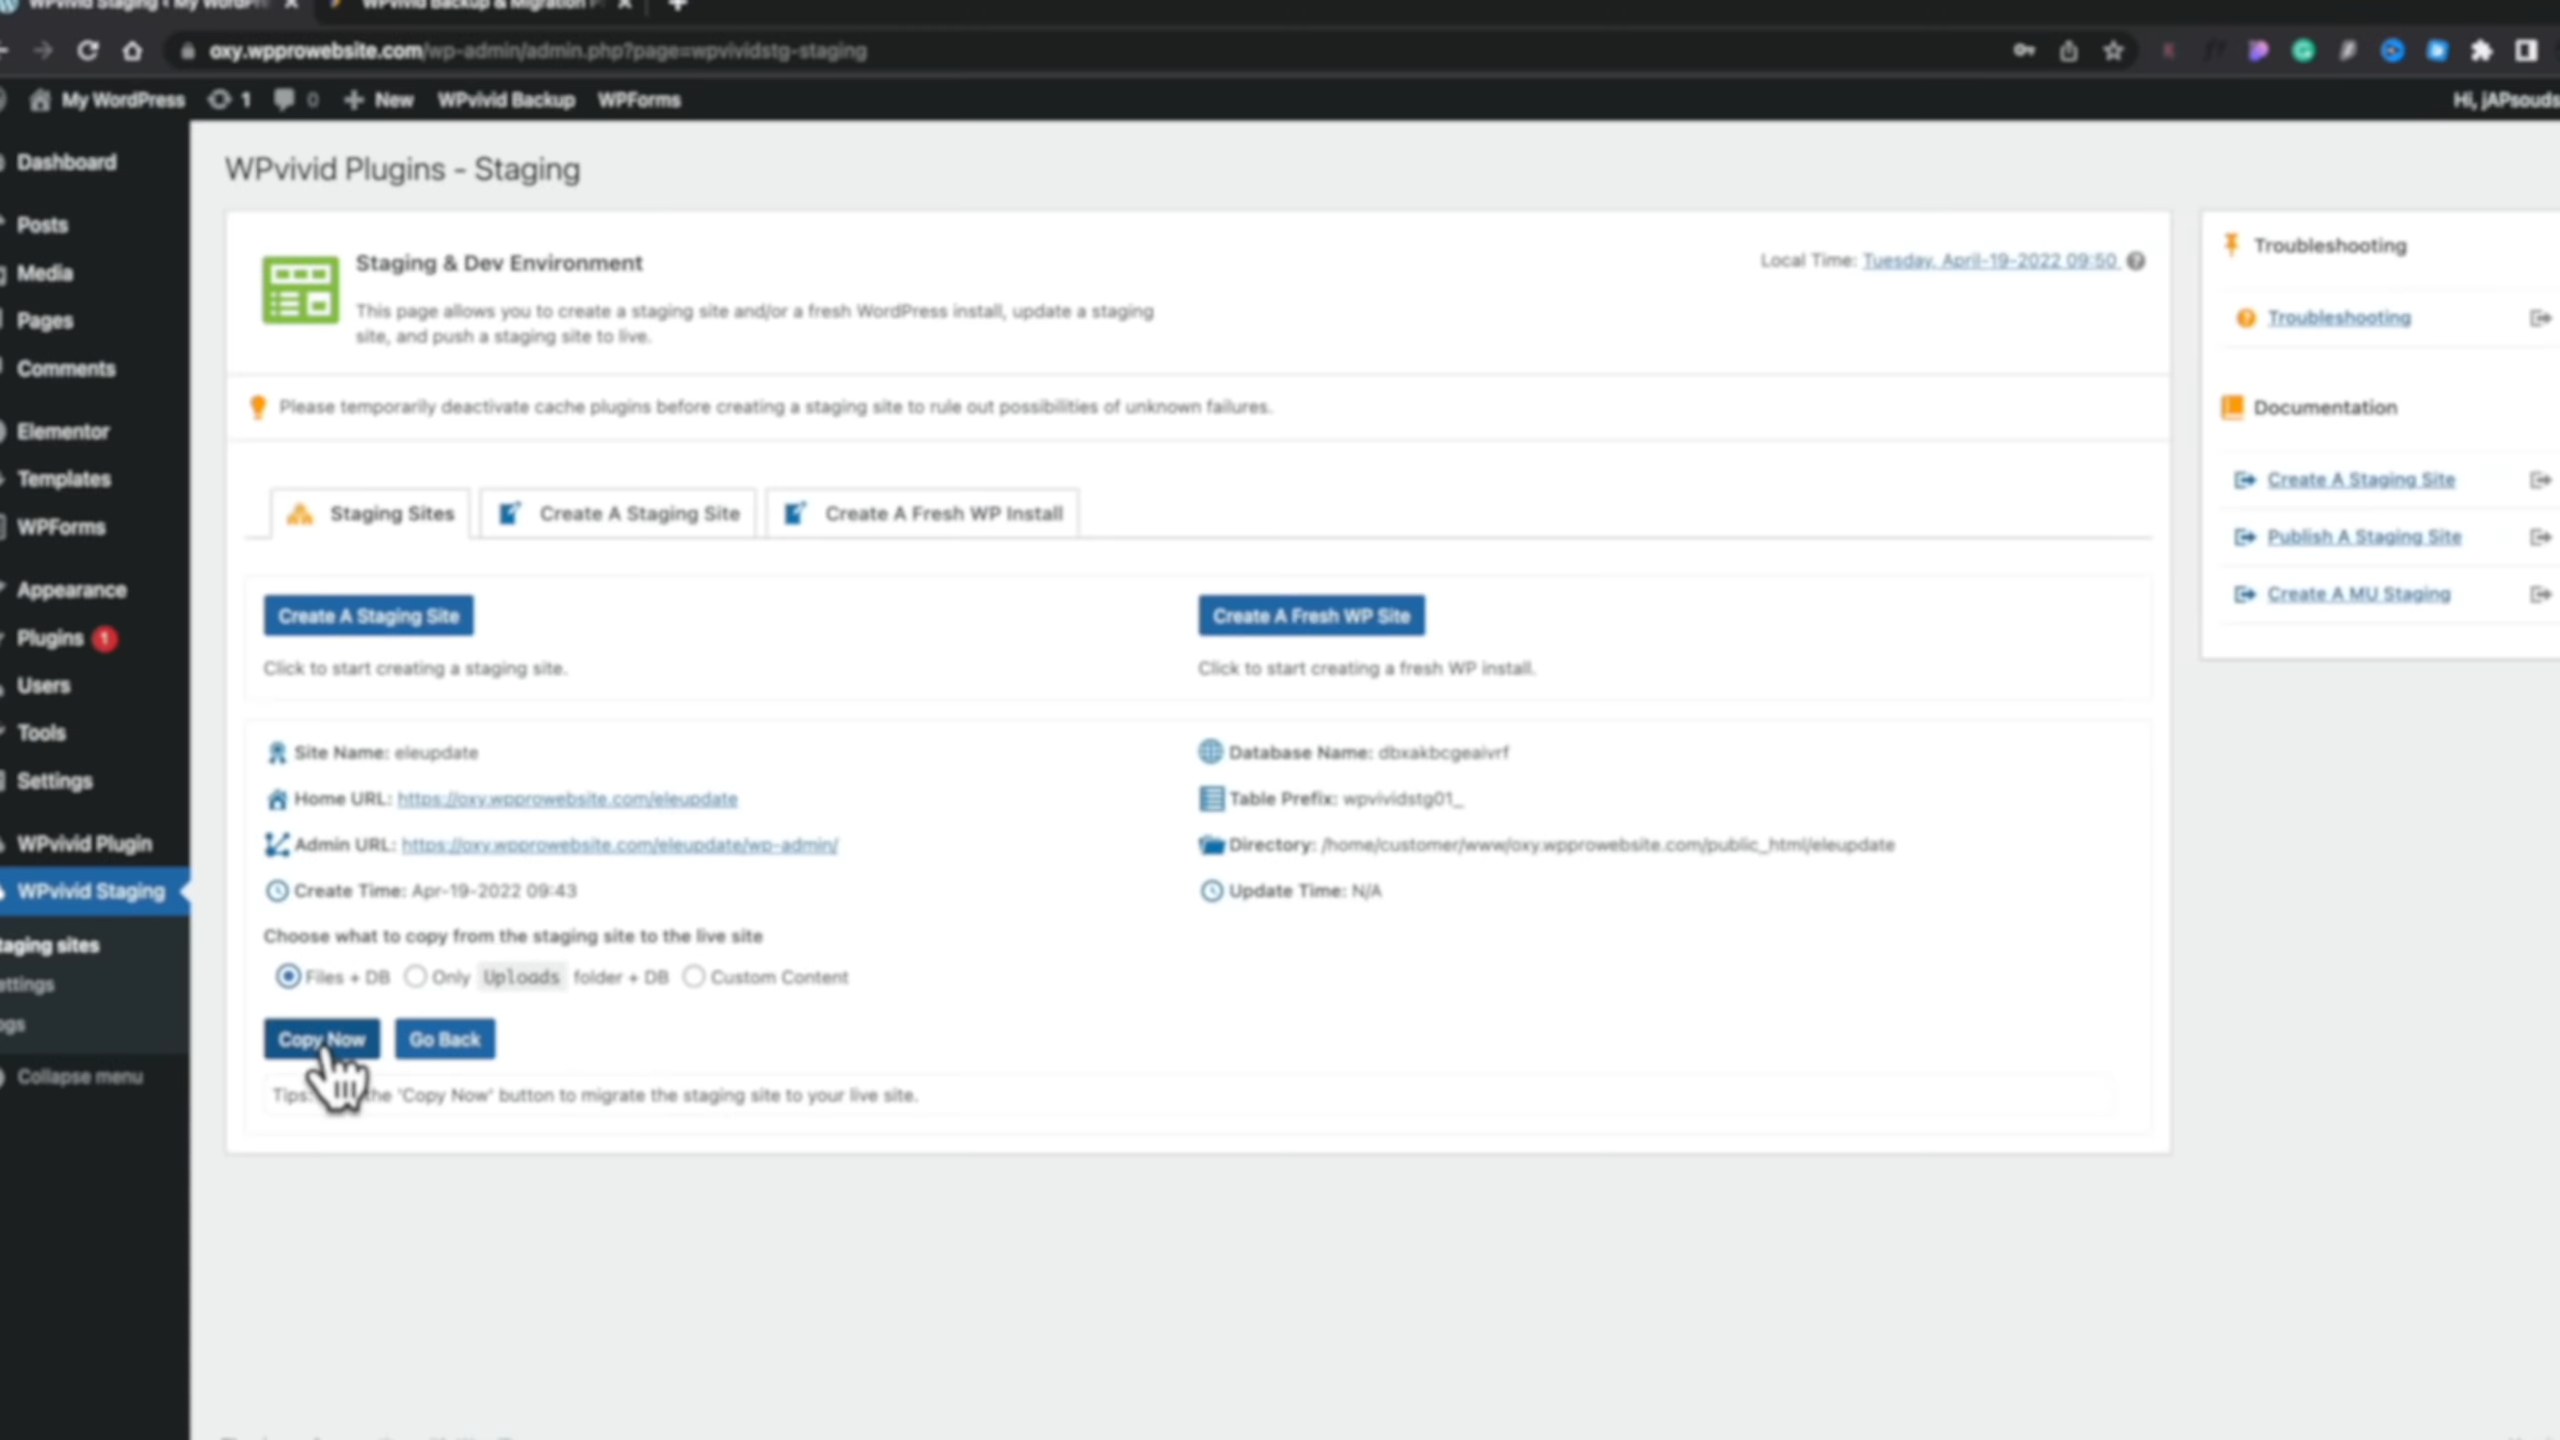 WPvivid Staging ‹ My WordPr
WPvivid Backup & Migration P
oxy.wpprowebsite.com/wp-admin/admin.php?page=wpvividstg-staging
My WordPress 1 0 New WPvivid Backup WPForms
Hi, jAPsouds
Dashboard
Posts
Media
Pages
Comments
Elementor
Templates
WPForms
Appearance
Plugins 1
Users
Tools
Settings
WPvivid Plugin
WPvivid Staging
taging sites
ettings
ogs
Collapse menu
WPvivid Plugins - Staging
Staging & Dev Environment
Local Time: Tuesday, April-19-2022 09:50
This page allows you to create a staging site and/or a fresh WordPress install, update a staging
site, and push a staging site to live.
Please temporarily deactivate cache plugins before creating a staging site to rule out possibilities of unknown failures.
Staging Sites
Create A Staging Site
Create A Fresh WP Install
Create A Staging Site
Create A Fresh WP Site
Click to start creating a staging site.
Click to start creating a fresh WP install.
Site Name: eleupdate
Database Name: dbxakbcgeaivrf
Home URL: https://oxy.wpprowebsite.com/eleupdate
Table Prefix: wpvividstg01_
Admin URL: https://oxy.wpprowebsite.com/eleupdate/wp-admin/
Directory: /home/customer/www/oxy.wpprowebsite.com/public_html/eleupdate
Create Time: Apr-19-2022 09:43
Update Time: N/A
Choose what to copy from the staging site to the live site
Files + DB Only Uploads folder + DB Custom Content
Copy Now
Go Back
Tips: the 'Copy Now' button to migrate the staging site to your live site.
Troubleshooting
Troubleshooting
Documentation
Create A Staging Site
Publish A Staging Site
Create A MU Staging